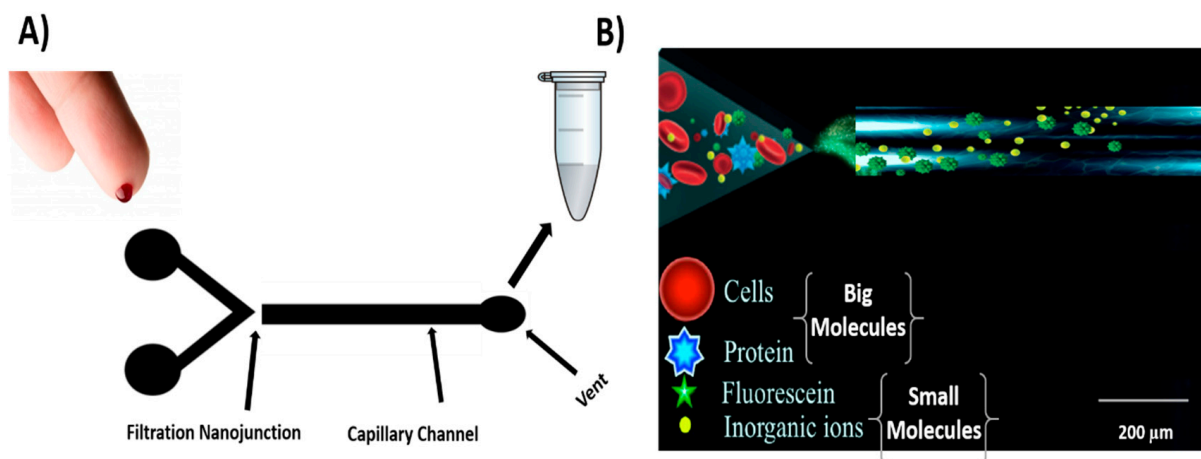 A)
B)
Filtration Nanojunction
Capillary Channel
Vent
Cells
Big
Molecules
Protein
Fluorescein
Inorganic ions
Small
Molecules
200 µm